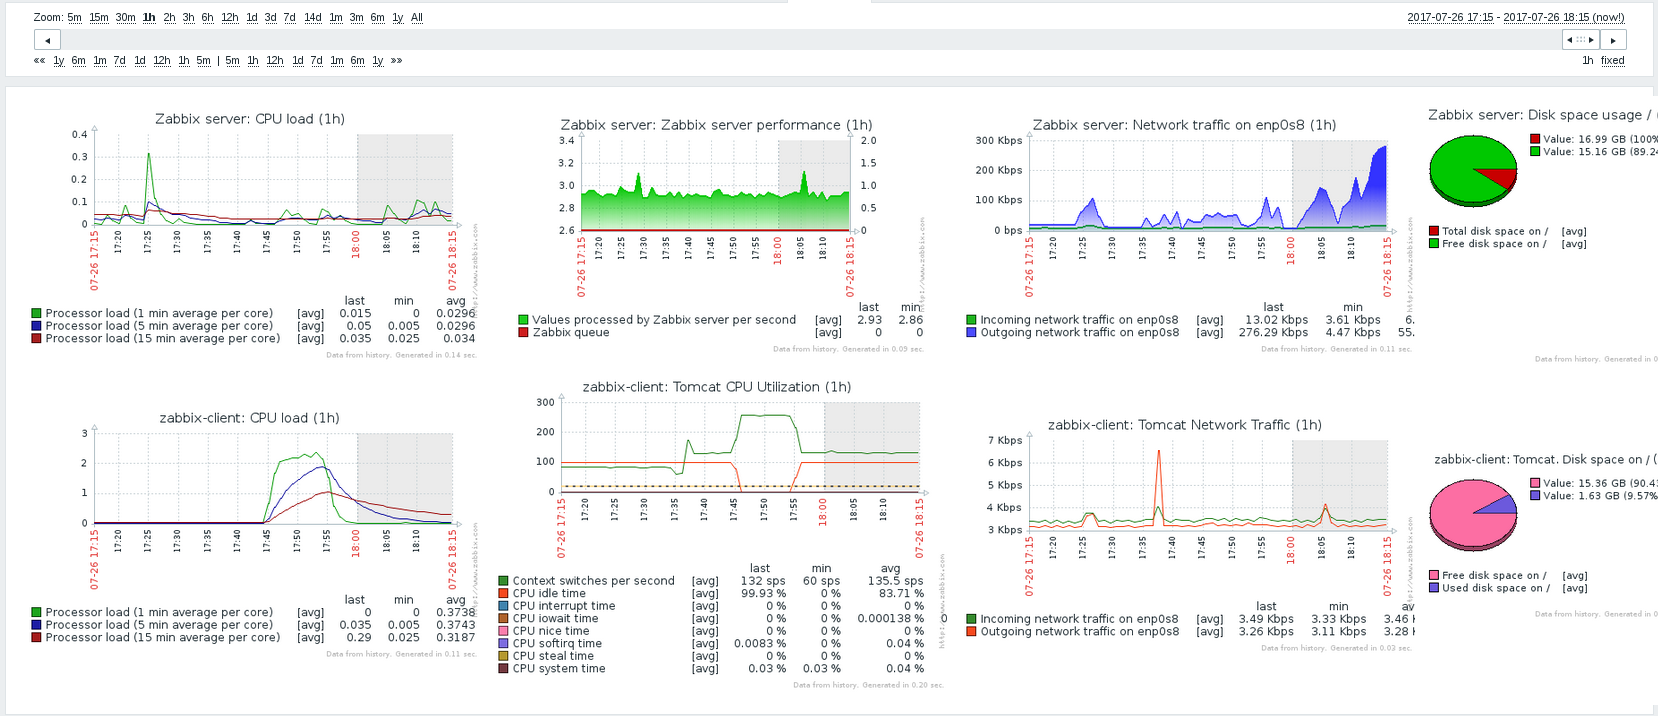 Zoom: 5m 15m 30m 1h 2h 3h 6h 12h 1d 3d 7d 14d 1m 3m 6m 1y All
2017-07-26 17:15 - 2017-07-26 18:15 (now!)
«« 1y 6m 1m 7d 1d 12h 1h 5m | 5m 1h 12h 1d 7d 1m 6m 1y »»
1h fixed
Zabbix server: CPU load (1h)
0.4
0.3
0.2
0.1
0
07-26 17:15 17:20 17:25 17:30 17:35 17:40 17:45 17:50 17:55 18:00 18:05 18:10 07-26 18:15
last min avg
Processor load (1 min average per core) [avg] 0.015 0 0.0296
Processor load (5 min average per core) [avg] 0.05 0.005 0.0296
Processor load (15 min average per core) [avg] 0.035 0.025 0.034
Data from history. Generated in 0.14 sec.
Zabbix server: Zabbix server performance (1h)
3.4 2.0
3.2 1.5
3.0 1.0
2.8 0.5
2.6 0
07-26 17:15 17:20 17:25 17:30 17:35 17:40 17:45 17:50 17:55 18:00 18:05 18:10 07-26 18:15
last min
Values processed by Zabbix server per second [avg] 2.93 2.86
Zabbix queue [avg] 0 0
Data from history. Generated in 0.09 sec.
Zabbix server: Network traffic on enp0s8 (1h)
300 Kbps
200 Kbps
100 Kbps
0 bps
07-26 17:15 17:20 17:25 17:30 17:35 17:40 17:45 17:50 17:55 18:00 18:05 18:10 07-26 18:15
last min
Incoming network traffic on enp0s8 [avg] 13.02 Kbps 3.61 Kbps 6.
Outgoing network traffic on enp0s8 [avg] 276.29 Kbps 4.47 Kbps 55.
Data from history. Generated in 0.11 sec.
Zabbix server: Disk space usage / (
Value: 16.99 GB (100%
Value: 15.16 GB (89.24
Total disk space on / [avg]
Free disk space on / [avg]
Data from history. Generated in 0
zabbix-client: CPU load (1h)
3
2
1
0
07-26 17:15 17:20 17:25 17:30 17:35 17:40 17:45 17:50 17:55 18:00 18:05 18:10 07-26 18:15
last min avg
Processor load (1 min average per core) [avg] 0 0 0.3738
Processor load (5 min average per core) [avg] 0.035 0.005 0.3743
Processor load (15 min average per core) [avg] 0.29 0.025 0.3187
Data from history. Generated in 0.11 sec.
zabbix-client: Tomcat CPU Utilization (1h)
300
200
100
0
07-26 17:15 17:20 17:25 17:30 17:35 17:40 17:45 17:50 17:55 18:00 18:05 18:10 07-26 18:15
last min avg
Context switches per second [avg] 132 sps 60 sps 135.5 sps
CPU idle time [avg] 99.93 % 0 % 83.71 %
CPU interrupt time [avg] 0 % 0 % 0 %
CPU iowait time [avg] 0 % 0 % 0.000138 % 0
CPU nice time [avg] 0 % 0 % 0 %
CPU softirq time [avg] 0.0083 % 0 % 0.04 %
CPU steal time [avg] 0 % 0 % 0 %
CPU system time [avg] 0.03 % 0.03 % 0.04 %
Data from history. Generated in 0.20 sec.
zabbix-client: Tomcat Network Traffic (1h)
7 Kbps
6 Kbps
5 Kbps
4 Kbps
3 Kbps
07-26 17:15 17:20 17:25 17:30 17:35 17:40 17:45 17:50 17:55 18:00 18:05 18:10 07-26 18:15
last min av
Incoming network traffic on enp0s8 [avg] 3.49 Kbps 3.33 Kbps 3.46 K
Outgoing network traffic on enp0s8 [avg] 3.26 Kbps 3.11 Kbps 3.28 K
Data from history. Generated in 0.03 sec.
zabbix-client: Tomcat. Disk space on / (
Value: 15.36 GB (90.43
Value: 1.63 GB (9.57%
Free disk space on / [avg]
Used disk space on / [avg]
Data from history. Generated in 0